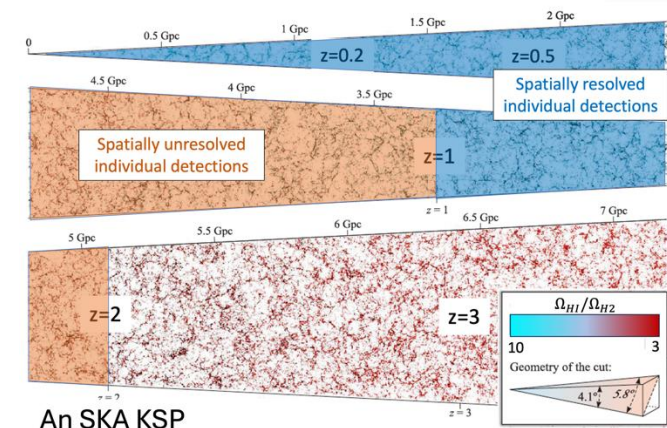 0
0.5 Gpc
1 Gpc
1.5 Gpc
2 Gpc
z=0.2
z=0.5
Spatially resolved
individual detections
4.5 Gpc
4 Gpc
3.5 Gpc
Spatially unresolved
individual detections
z=1
z = 1
5 Gpc
5.5 Gpc
6 Gpc
6.5 Gpc
7 Gpc
z=2
z=3
Ω_HI/Ω_H2
10
3
Geometry of the cut:
4.1°
5.8°
z = 3
An SKA KSP